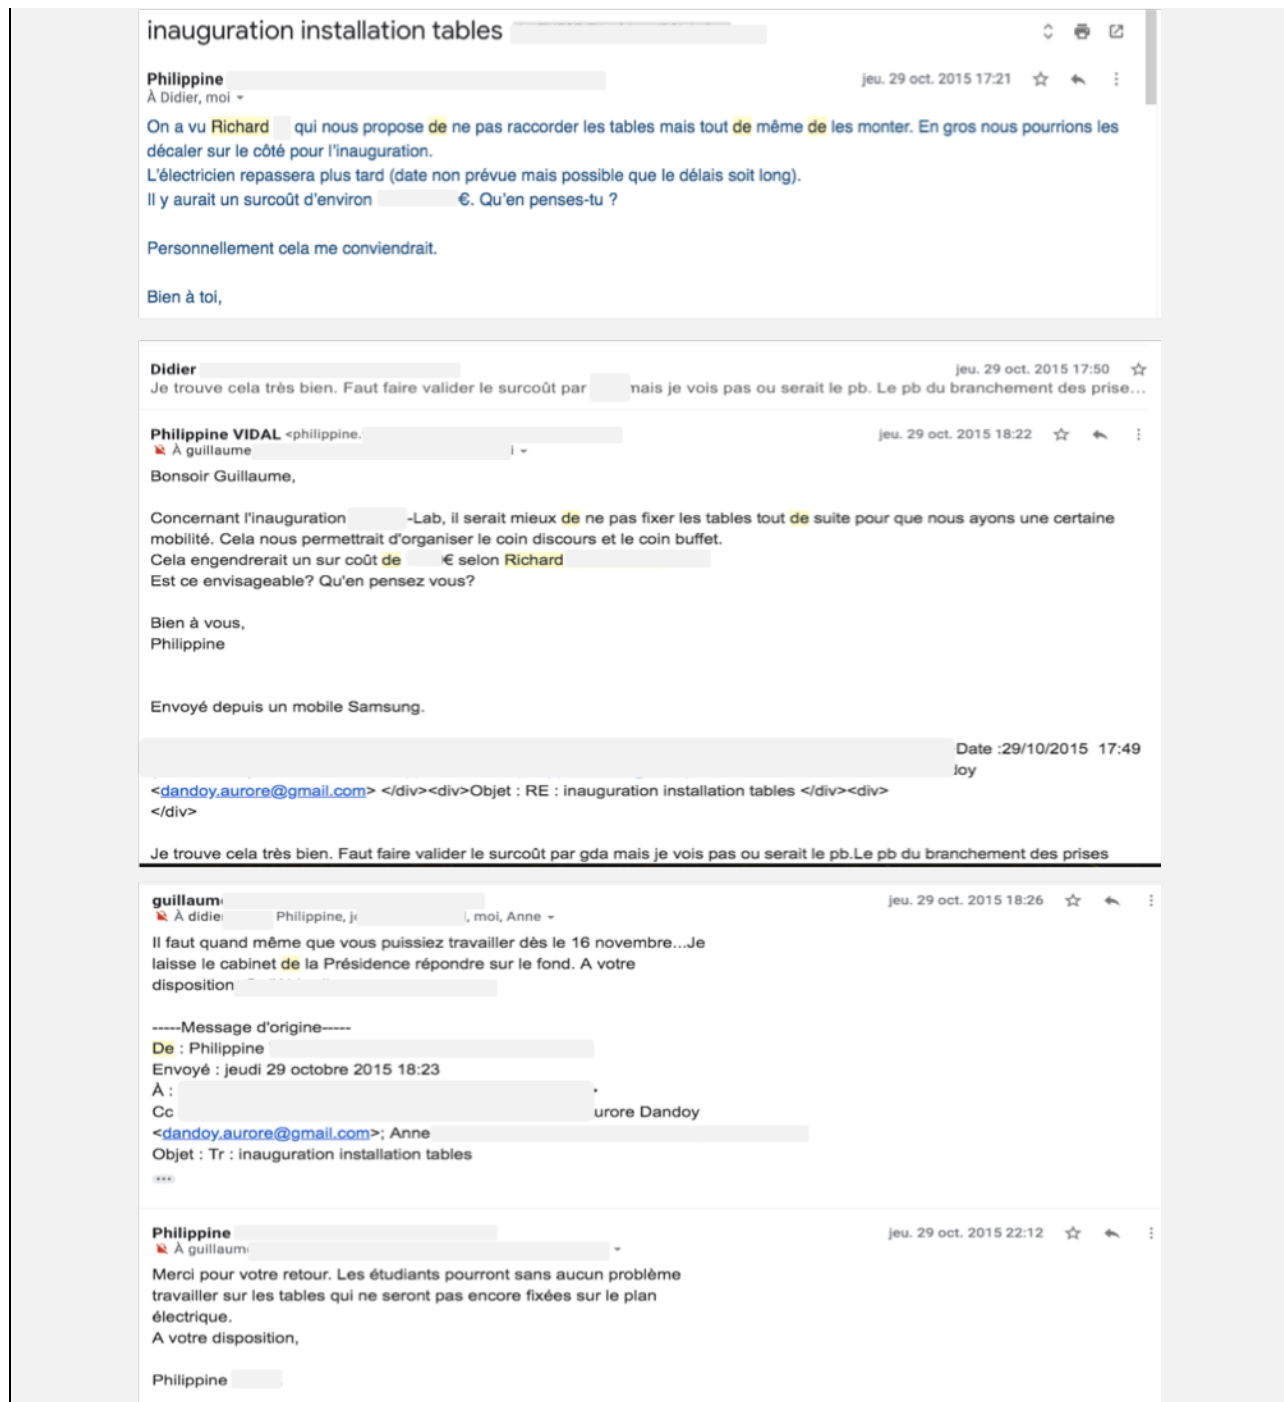 inauguration installation tables
Philippine
jeu. 29 oct. 2015 17:21
À Didier, moi
On a vu Richard qui nous propose de ne pas raccorder les tables mais tout de même de les monter. En gros nous pourrions les
décaler sur le côté pour l'inauguration.
L'électricien repassera plus tard (date non prévue mais possible que le délais soit long).
Il y aurait un surcoût d'environ €. Qu'en penses-tu ?
Personnellement cela me conviendrait.
Bien à toi,
Didier
jeu. 29 oct. 2015 17:50
Je trouve cela très bien. Faut faire valider le surcoût par mais je vois pas ou serait le pb. Le pb du branchement des prise...
Philippine VIDAL <philippine.
jeu. 29 oct. 2015 18:22
À guillaume
Bonsoir Guillaume,
Concernant l'inauguration -Lab, il serait mieux de ne pas fixer les tables tout de suite pour que nous ayons une certaine
mobilité. Cela nous permettrait d'organiser le coin discours et le coin buffet.
Cela engendrerait un sur coût de € selon Richard
Est ce envisageable? Qu'en pensez vous?
Bien à vous,
Philippine
Envoyé depuis un mobile Samsung.
Date :29/10/2015 17:49
<dandoy.aurore@gmail.com> </div><div>Objet : RE : inauguration installation tables </div><div>
</div>
Je trouve cela très bien. Faut faire valider le surcoût par gda mais je vois pas ou serait le pb.Le pb du branchement des prises
guillaum
jeu. 29 oct. 2015 18:26
À didie Philippine, j , moi, Anne
Il faut quand même que vous puissiez travailler dès le 16 novembre...Je
laisse le cabinet de la Présidence répondre sur le fond. A votre
disposition
-----Message d'origine-----
De : Philippine
Envoyé : jeudi 29 octobre 2015 18:23
À :
Cc urore Dandoy
<dandoy.aurore@gmail.com>; Anne
Objet : Tr : inauguration installation tables
Philippine
jeu. 29 oct. 2015 22:12
À guillaum
Merci pour votre retour. Les étudiants pourront sans aucun problème
travailler sur les tables qui ne seront pas encore fixées sur le plan
électrique.
A votre disposition,
Philippine